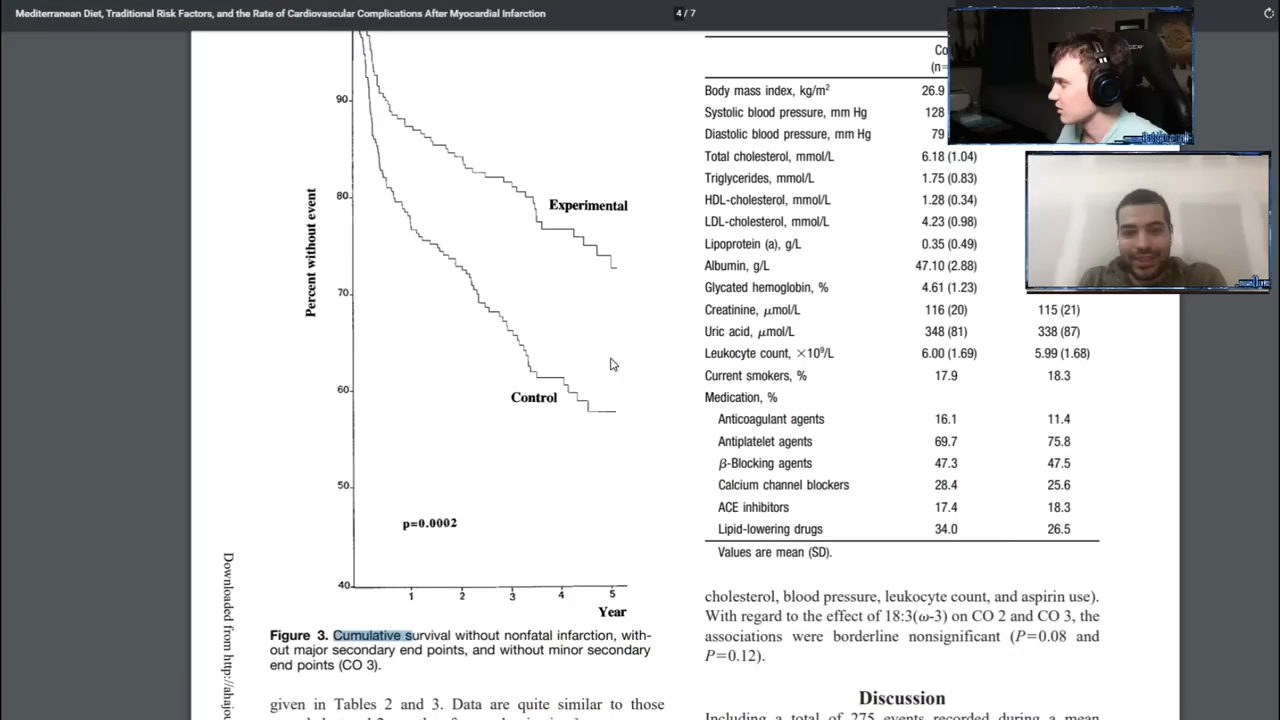 Mediterranean Diet, Traditional Risk Factors, and the Rate of Cardiovascular Complications After Myocardial Infarction
4 / 7
90
80
70
60
50
40
Percent without event
Experimental
Control
p=0.0002
1 2 3 4 5
Year
Downloaded from http://ahajou
Figure 3. Cumulative survival without nonfatal infarction, with-
out major secondary end points, and without minor secondary
end points (CO 3).
given in Tables 2 and 3. Data are quite similar to those
Co
(n=
Body mass index, kg/m2 26.9
Systolic blood pressure, mm Hg 128
Diastolic blood pressure, mm Hg 79
Total cholesterol, mmol/L 6.18 (1.04)
Triglycerides, mmol/L 1.75 (0.83)
HDL-cholesterol, mmol/L 1.28 (0.34)
LDL-cholesterol, mmol/L 4.23 (0.98)
Lipoprotein (a), g/L 0.35 (0.49)
Albumin, g/L 47.10 (2.88)
Glycated hemoglobin, % 4.61 (1.23)
Creatinine, μmol/L 116 (20) 115 (21)
Uric acid, μmol/L 348 (81) 338 (87)
Leukocyte count, ×10⁹/L 6.00 (1.69) 5.99 (1.68)
Current smokers, % 17.9 18.3
Medication, %
Anticoagulant agents 16.1 11.4
Antiplatelet agents 69.7 75.8
β-Blocking agents 47.3 47.5
Calcium channel blockers 28.4 25.6
ACE inhibitors 17.4 18.3
Lipid-lowering drugs 34.0 26.5
Values are mean (SD).
cholesterol, blood pressure, leukocyte count, and aspirin use).
With regard to the effect of 18:3(ω-3) on CO 2 and CO 3, the
associations were borderline nonsignificant (P=0.08 and
P=0.12).
Discussion
Including a total of 275 events recorded during a mean